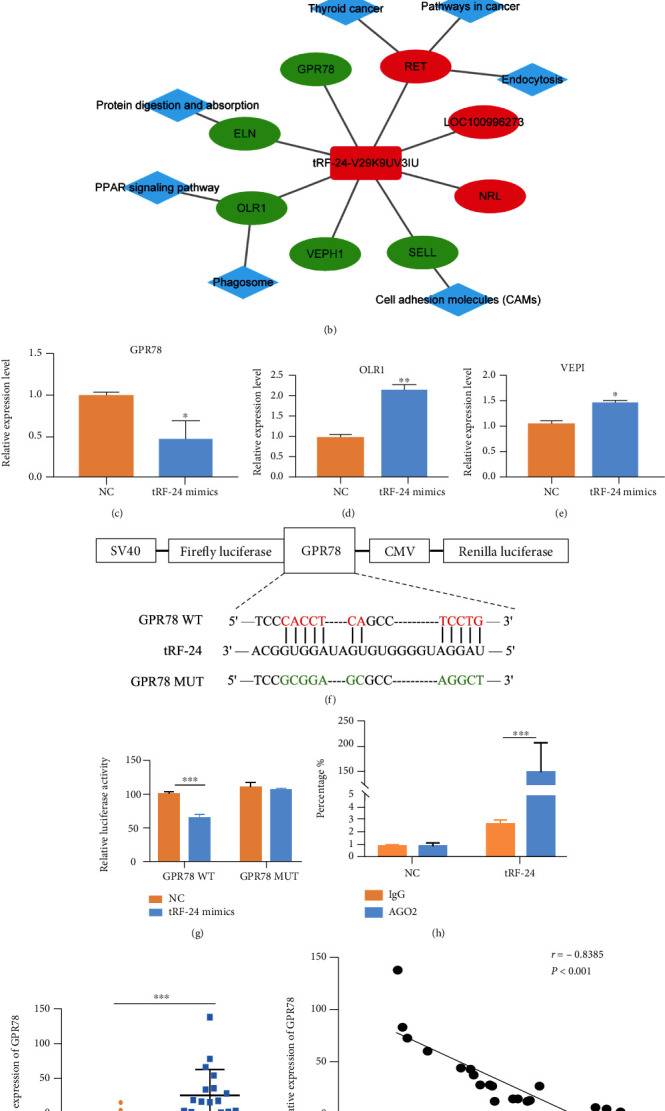 Thyroid cancer
Pathways in cancer
GPR78
RET
Endocytosis
Protein digestion and absorption
ELN
LOC100996273
tRF-24-V29K9UV3IU
PPAR signaling pathway
OLR1
NRL
VEPH1
SELL
Phagosome
Cell adhesion molecules (CAMs)
(b)
GPR78
Relative expression level
1.5
1.0
0.5
0.0
*
NC
tRF-24 mimics
(c)
OLR1
Relative expression level
2.5
2.0
1.5
1.0
0.5
0.0
**
NC
tRF-24 mimics
(d)
VEPI
Relative expression level
2.0
1.5
1.0
0.5
0.0
*
NC
tRF-24 mimics
(e)
SV40
Firefly luciferase
GPR78
CMV
Renilla luciferase
GPR78 WT 5' —TCCCACCT-----CAGCC----------TCCTG— 3'
tRF-24 3' — ACGGUGGAUAGUGUGGGGUAGGAU — 5'
GPR78 MUT 5' —TCCGCGGA----GCGCC----------AGGCT— 3'
(f)
Relative luciferase activity
150
100
50
0
***
GPR78 WT
GPR78 MUT
NC
tRF-24 mimics
(g)
Percentage %
250
200
150
5
4
3
2
1
0
***
NC
tRF-24
IgG
AGO2
(h)
expression of GPR78
150
100
50
***
ative expression of GPR78
150
100
50
r = – 0.8385
P < 0.001